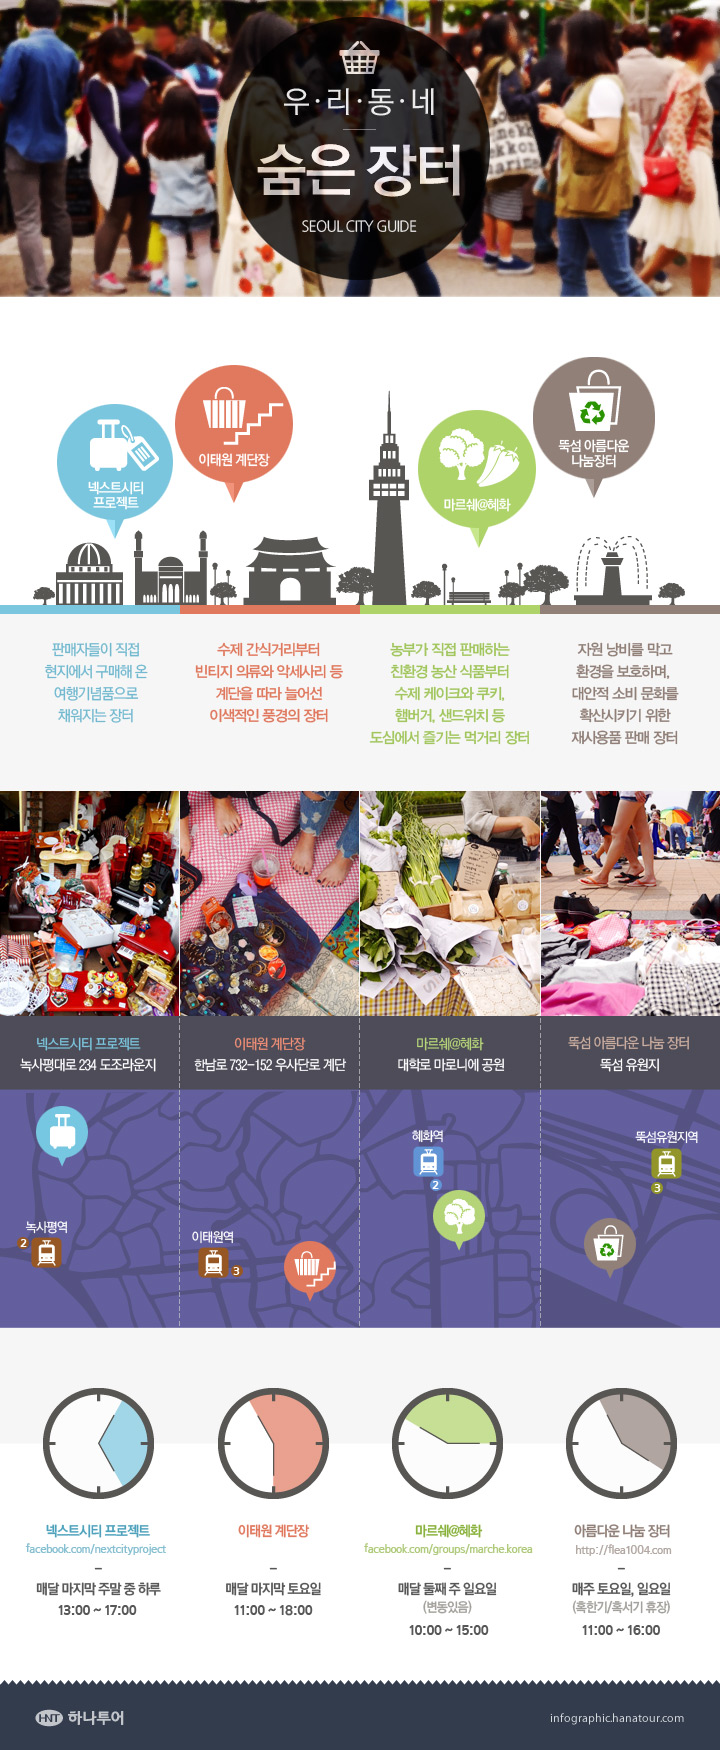 우·리·동·네
숨은 장터
SEOUL CITY GUIDE
넥스트시티
프로젝트
이태원 계단장
마르쉐@혜화
뚝섬 아름다운
나눔장터
판매자들이 직접
현지에서 구매해 온
여행기념품으로
채워지는 장터
수제 간식거리부터
빈티지 의류와 악세사리 등
계단을 따라 늘어선
이색적인 풍경의 장터
농부가 직접 판매하는
친환경 농산 식품부터
수제 케이크와 쿠키,
햄버거, 샌드위치 등
도심에서 즐기는 먹거리 장터
자원 낭비를 막고
환경을 보호하며,
대안적 소비 문화를
확산시키기 위한
재사용품 판매 장터
넥스트시티 프로젝트
녹사평대로 234 도조라운지
이태원 계단장
한남로 732-152 우사단로 계단
마르쉐@혜화
대학로 마로니에 공원
뚝섬 아름다운 나눔 장터
뚝섬 유원지
녹사평역
2
이태원역
3
혜화역
2
뚝섬유원지역
3
넥스트시티 프로젝트
facebook.com/nextcityproject
–
매달 마지막 주말 중 하루
13:00 ~ 17:00
이태원 계단장
–
매달 마지막 토요일
11:00 ~ 18:00
마르쉐@혜화
facebook.com/groups/marche.korea
–
매달 둘째 주 일요일
(변동있음)
10:00 ~ 15:00
아름다운 나눔 장터
http://flea1004.com
–
매주 토요일, 일요일
(혹한기/혹서기 휴장)
11:00 ~ 16:00
HNT 하나투어
infographic.hanatour.com